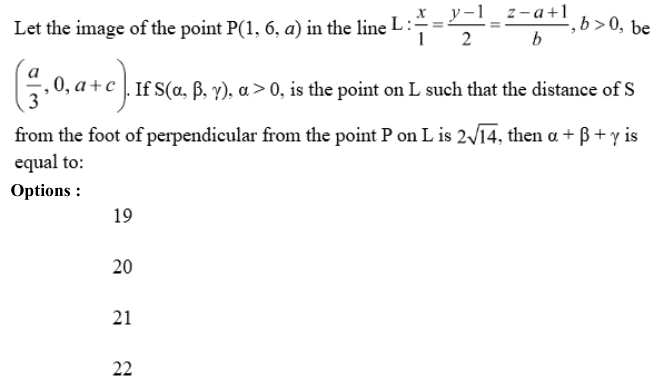 Let the image of the point P(1, 6, a) in the line L: x/1 = y−1/2 = z−a+1/b, b > 0, be
(a/3, 0, a+c). If S(α, β, γ), α > 0, is the point on L such that the distance of S
from the foot of perpendicular from the point P on L is 2√14, then α + β + γ is
equal to:
Options :
19
20
21
22